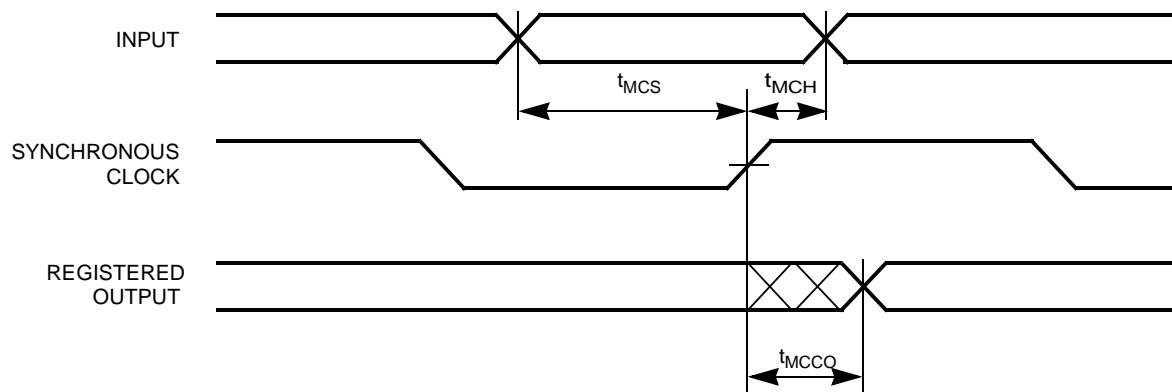 INPUT
tMCS
tMCH
SYNCHRONOUS
CLOCK
REGISTERED
OUTPUT
tMCCO